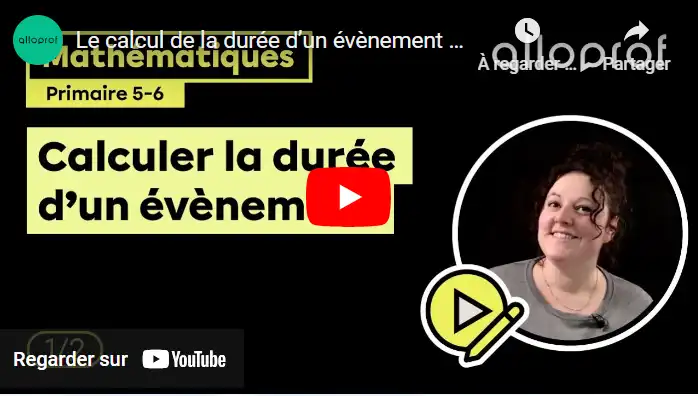 alloprof
Le calcul de la durée d'un évènement ...
alloprof
À regarder ...
Partager
Mathématiques
Primaire 5-6
Calculer la durée
d'un évènem
1/2
Regarder sur YouTube